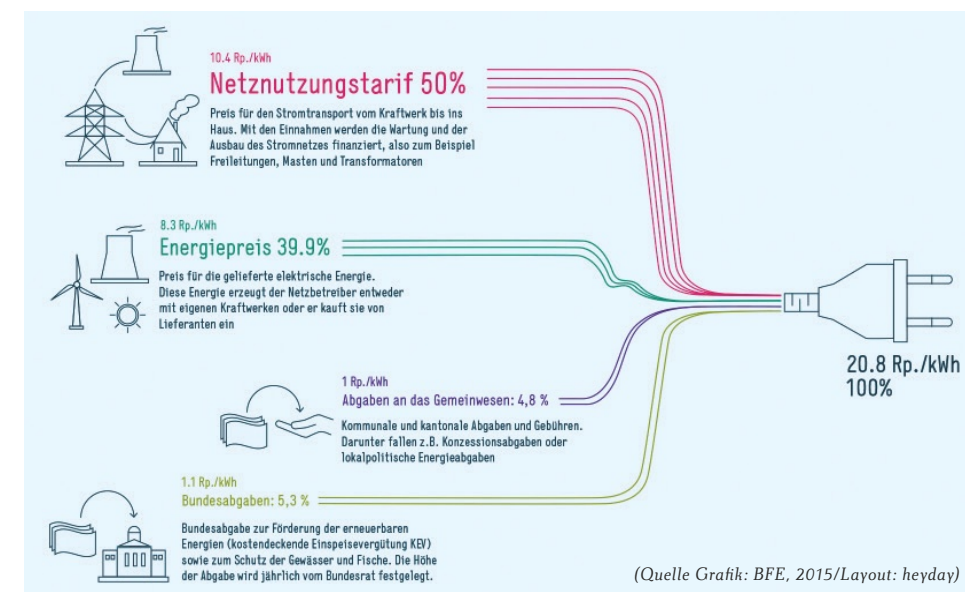 10.4 Rp./kWh
Netznutzungstarif 50%
Preis für den Stromtransport vom Kraftwerk bis ins
Haus. Mit den Einnahmen werden die Wartung und der
Ausbau des Stromnetzes finanziert, also zum Beispiel
Freileitungen, Masten und Transformatoren
8.3 Rp./kWh
Energiepreis 39.9%
Preis für die gelieferte elektrische Energie.
Diese Energie erzeugt der Netzbetreiber entweder
mit eigenen Kraftwerken oder er kauft sie von
Lieferanten ein
20.8 Rp./kWh
100%
1 Rp./kWh
Abgaben an das Gemeinwesen: 4,8 %
Kommunale und kantonale Abgaben und Gebühren.
Darunter fallen z.B. Konzessionsabgaben oder
lokalpolitische Energieabgaben
1.1 Rp./kWh
Bundesabgaben: 5,3 %
Bundesabgabe zur Förderung der erneuerbaren
Energien (kostendeckende Einspeisevergütung KEV)
sowie zum Schutz der Gewässer und Fische. Die Höhe
der Abgabe wird jährlich vom Bundesrat festgelegt.
(Quelle Grafik: BFE, 2015/Layout: heyday)